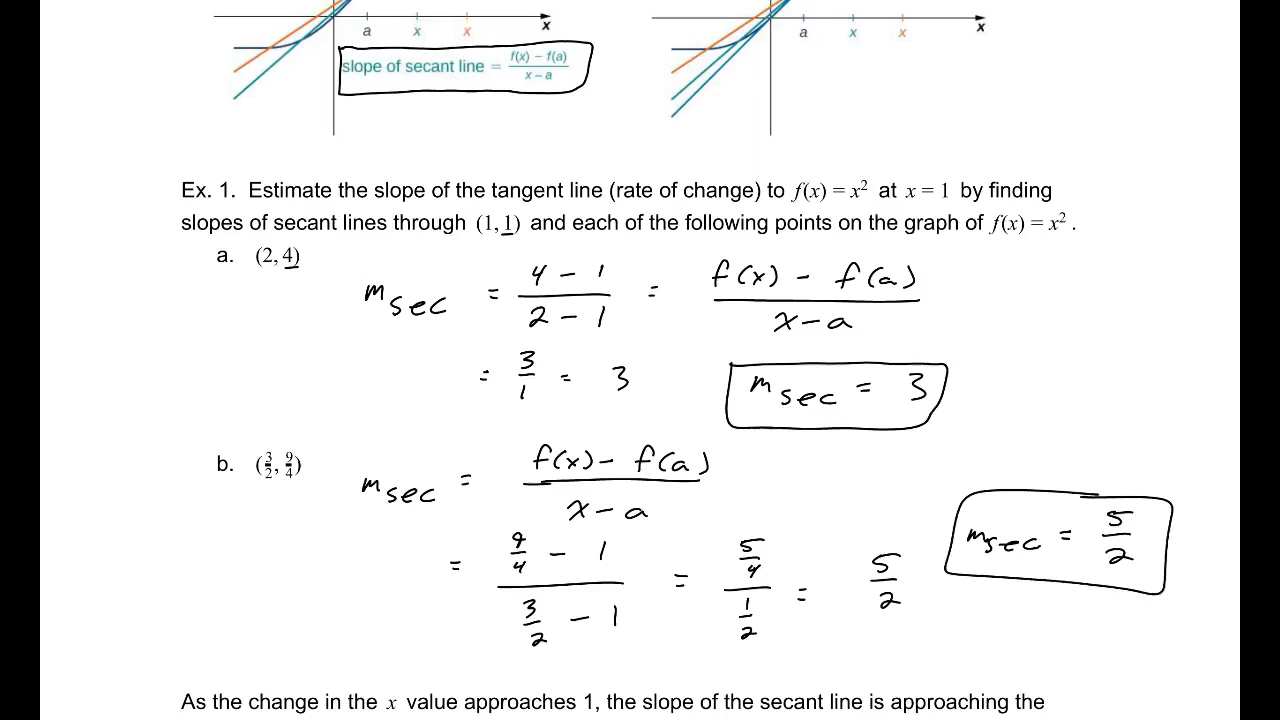 a x x x
a x x x
slope of secant line = f(x) − f(a) / x − a
Ex. 1. Estimate the slope of the tangent line (rate of change) to f(x) = x² at x = 1 by finding
slopes of secant lines through (1, 1) and each of the following points on the graph of f(x) = x² .
a. (2, 4)
m sec = 4 − 1 / 2 − 1 = f(x) − f(a) / x − a
= 3/1 = 3
m sec = 3
b. (3/2, 9/4)
m sec = f(x) − f(a) / x − a
= 9/4 − 1 / 3/2 − 1 = 5/4 / 1/2 = 5/2
m sec = 5/2
As the change in the x value approaches 1, the slope of the secant line is approaching the